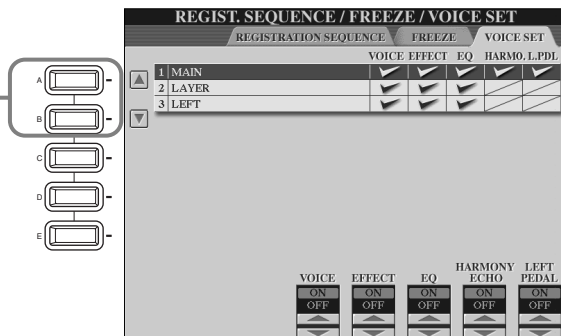 REGIST. SEQUENCE / FREEZE / VOICE SET
REGISTRATION SEQUENCE FREEZE VOICE SET
VOICE EFFECT EQ HARMO. L.PDL
1 MAIN
2 LAYER
3 LEFT
A
B
C
D
E
VOICE EFFECT EQ HARMONY ECHO LEFT PEDAL
ON ON ON ON ON
OFF OFF OFF OFF OFF